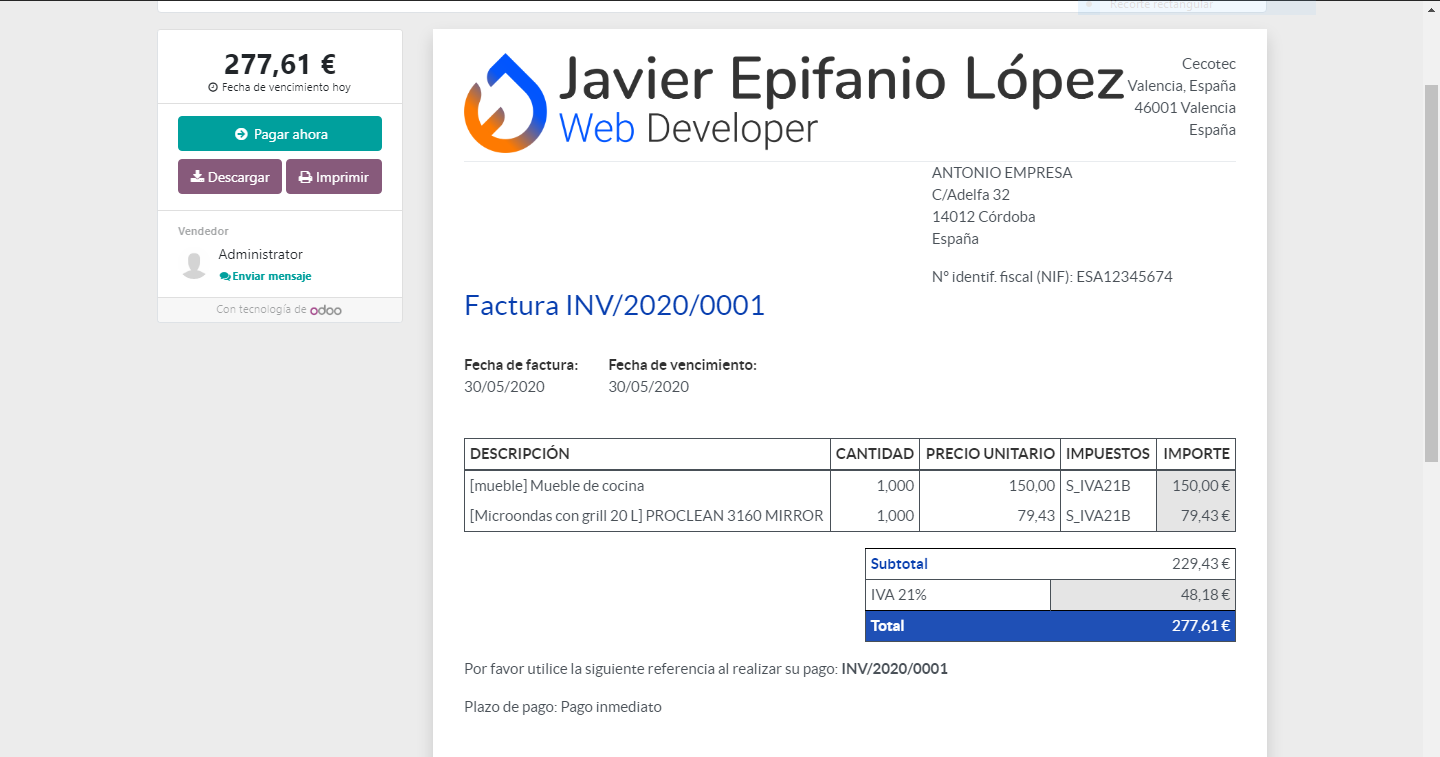 Recorte rectangular
277,61 €
Fecha de vencimiento hoy
Pagar ahora
Descargar
Imprimir
Vendedor
Administrator
Enviar mensaje
Con tecnología de odoo
Javier Epifanio López
Web Developer
Cecotec
Valencia, España
46001 Valencia
España
ANTONIO EMPRESA
C/Adelfa 32
14012 Córdoba
España
Nº identif. fiscal (NIF): ESA12345674
Factura INV/2020/0001
Fecha de factura: Fecha de vencimiento:
30/05/2020 30/05/2020
DESCRIPCIÓN CANTIDAD PRECIO UNITARIO IMPUESTOS IMPORTE
[mueble] Mueble de cocina 1,000 150,00 S_IVA21B 150,00 €
[Microondas con grill 20 L] PROCLEAN 3160 MIRROR 1,000 79,43 S_IVA21B 79,43 €
Subtotal 229,43 €
IVA 21% 48,18 €
Total 277,61 €
Por favor utilice la siguiente referencia al realizar su pago: INV/2020/0001
Plazo de pago: Pago inmediato